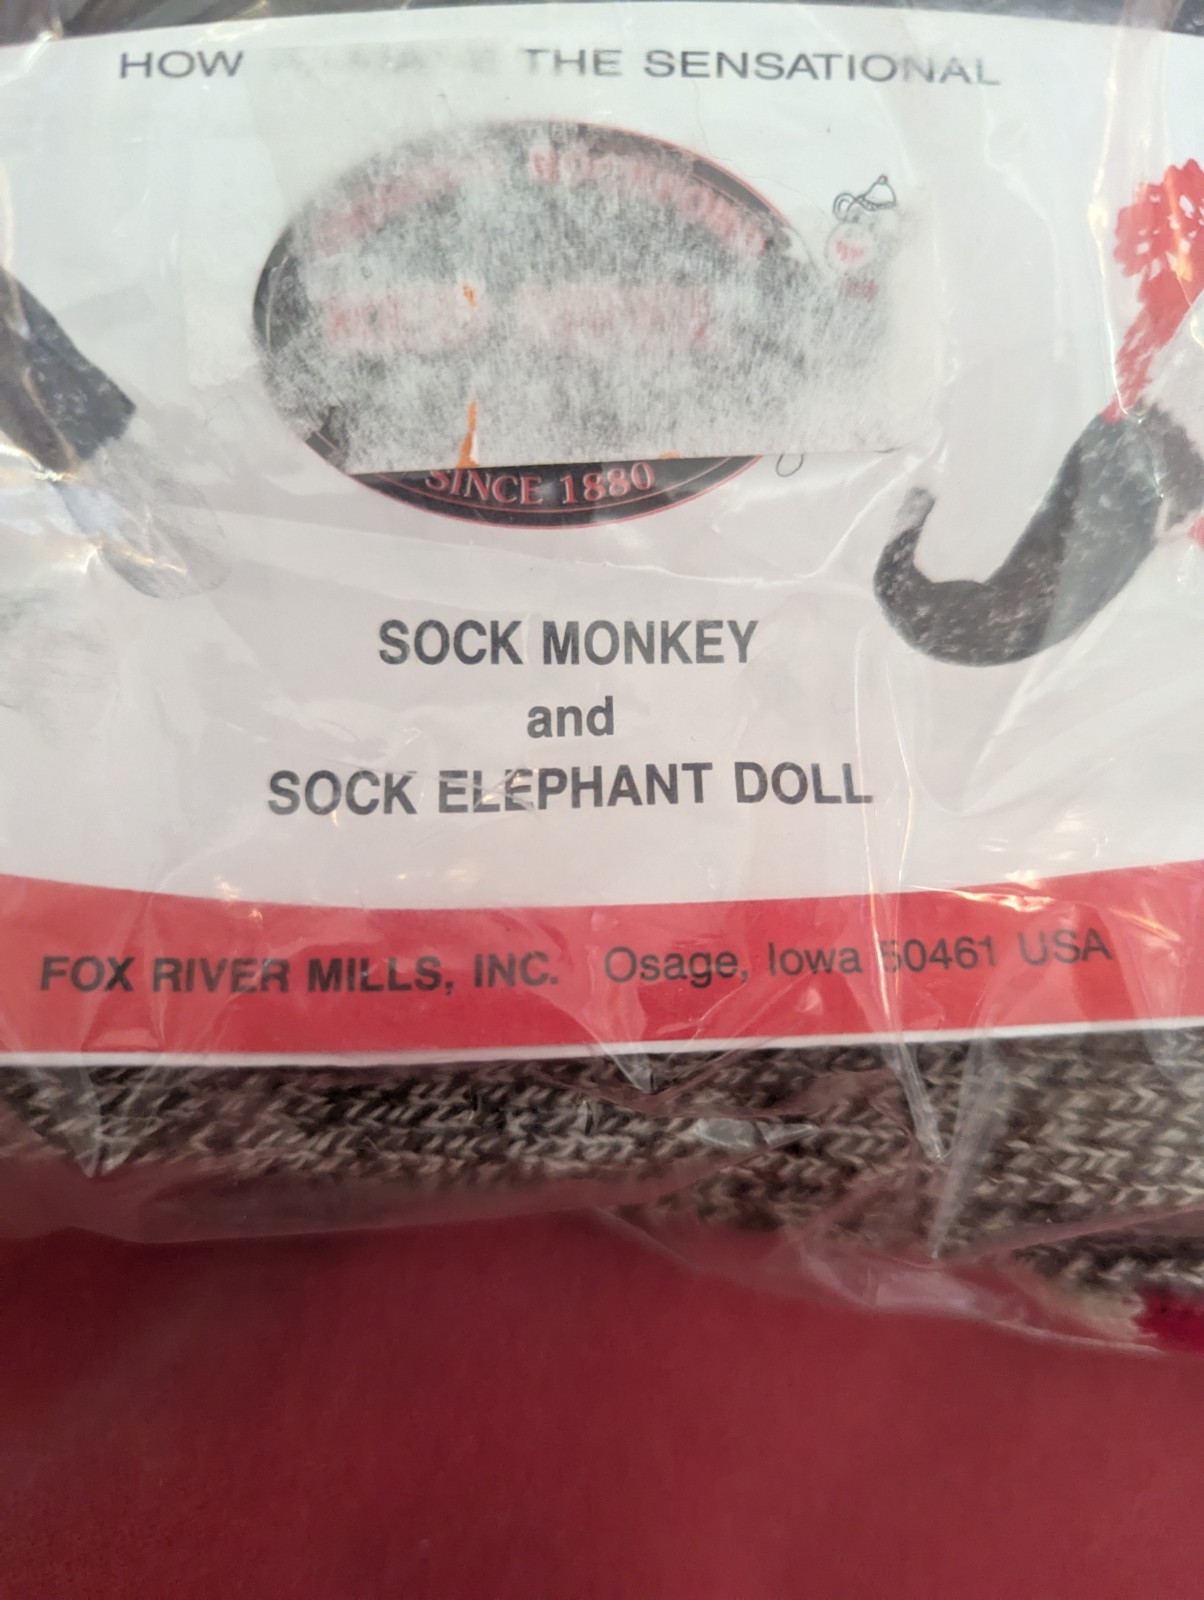 HOW THE SENSATIONAL
SINCE 1880
SOCK MONKEY
and
SOCK ELEPHANT DOLL
FOX RIVER MILLS, INC. Osage, Iowa 50461 USA